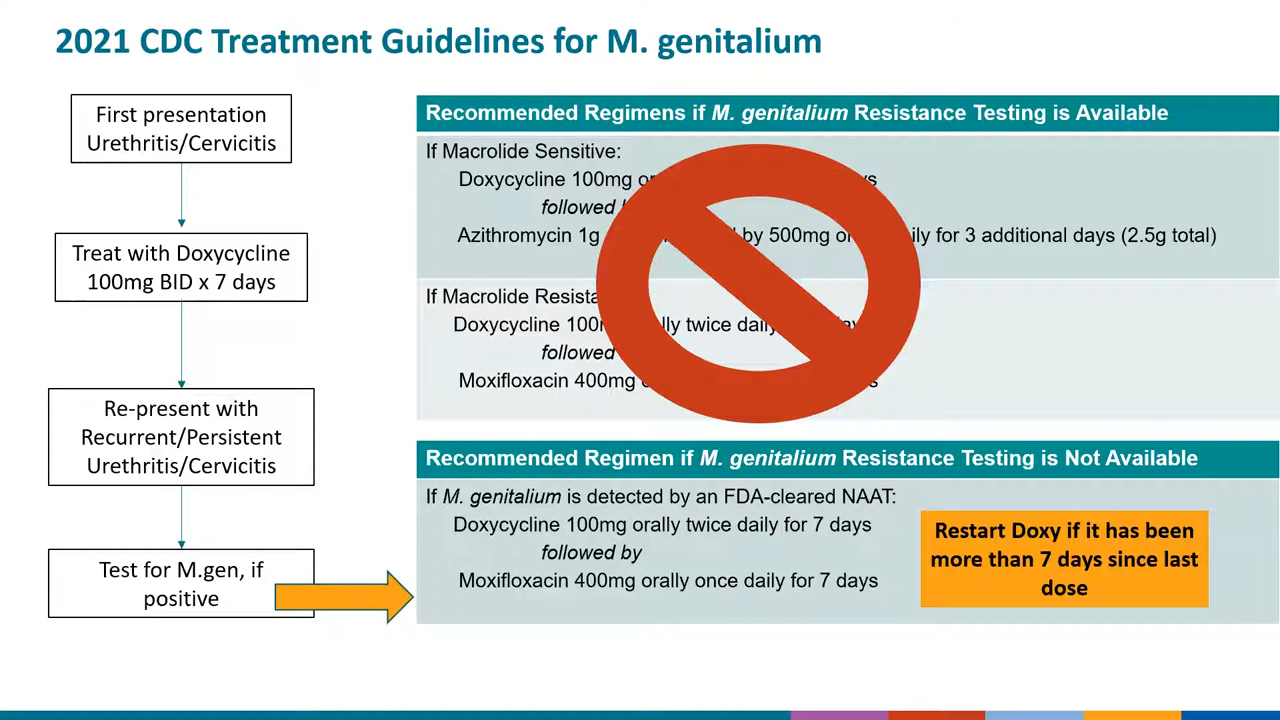 2021 CDC Treatment Guidelines for M. genitalium
First presentation
Urethritis/Cervicitis
Treat with Doxycycline
100mg BID x 7 days
Re-present with
Recurrent/Persistent
Urethritis/Cervicitis
Test for M.gen, if
positive
Recommended Regimens if M. genitalium Resistance Testing is Available
If Macrolide Sensitive:
Doxycycline 100mg
followed
Azithromycin 1g by 500mg for 3 additional days (2.5g total)
If Macrolide
Doxycycline twice
followed
Moxifloxacin 400mg
Recommended Regimen if M. genitalium Resistance Testing is Not Available
If M. genitalium is detected by an FDA-cleared NAAT:
Doxycycline 100mg orally twice daily for 7 days
followed by
Moxifloxacin 400mg orally once daily for 7 days
Restart Doxy if it has been
more than 7 days since last
dose